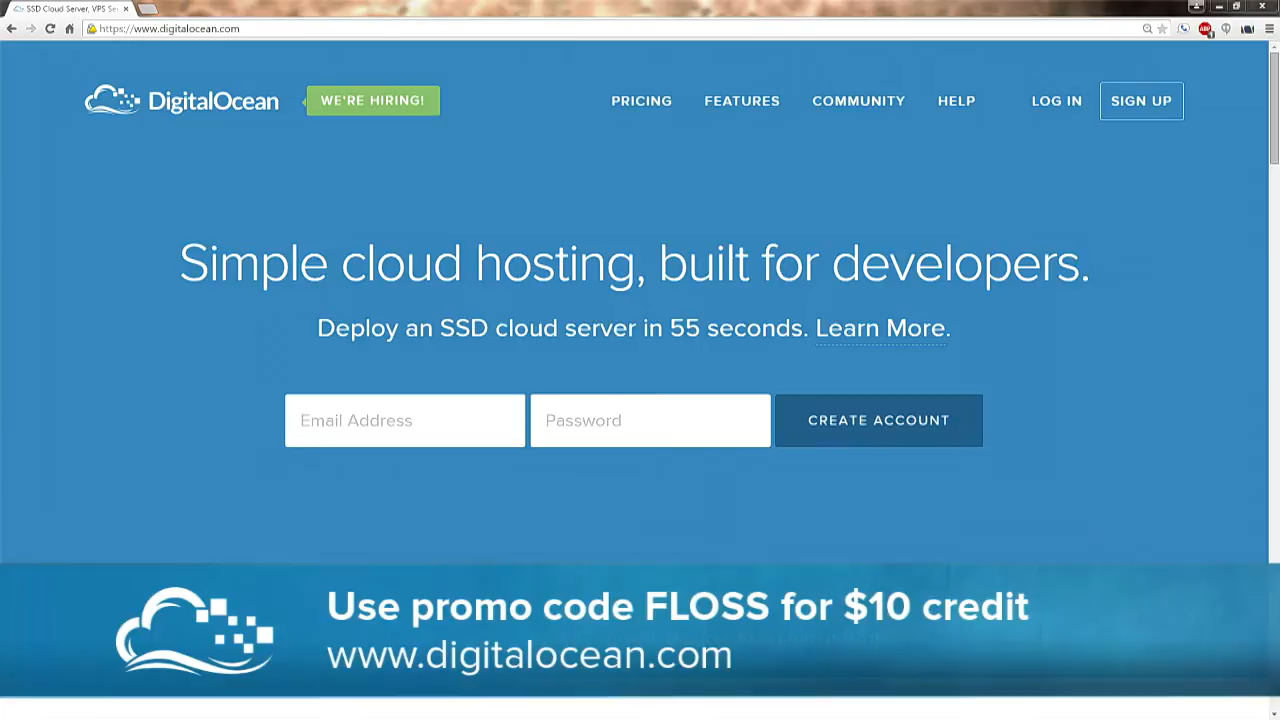 SSD Cloud Server, VPS Se
https://www.digitalocean.com
ABP
DigitalOcean
WE'RE HIRING!
PRICING
FEATURES
COMMUNITY
HELP
LOG IN
SIGN UP
Simple cloud hosting, built for developers.
Deploy an SSD cloud server in 55 seconds. Learn More.
Email Address
Password
CREATE ACCOUNT
Use promo code FLOSS for $10 credit
www.digitalocean.com